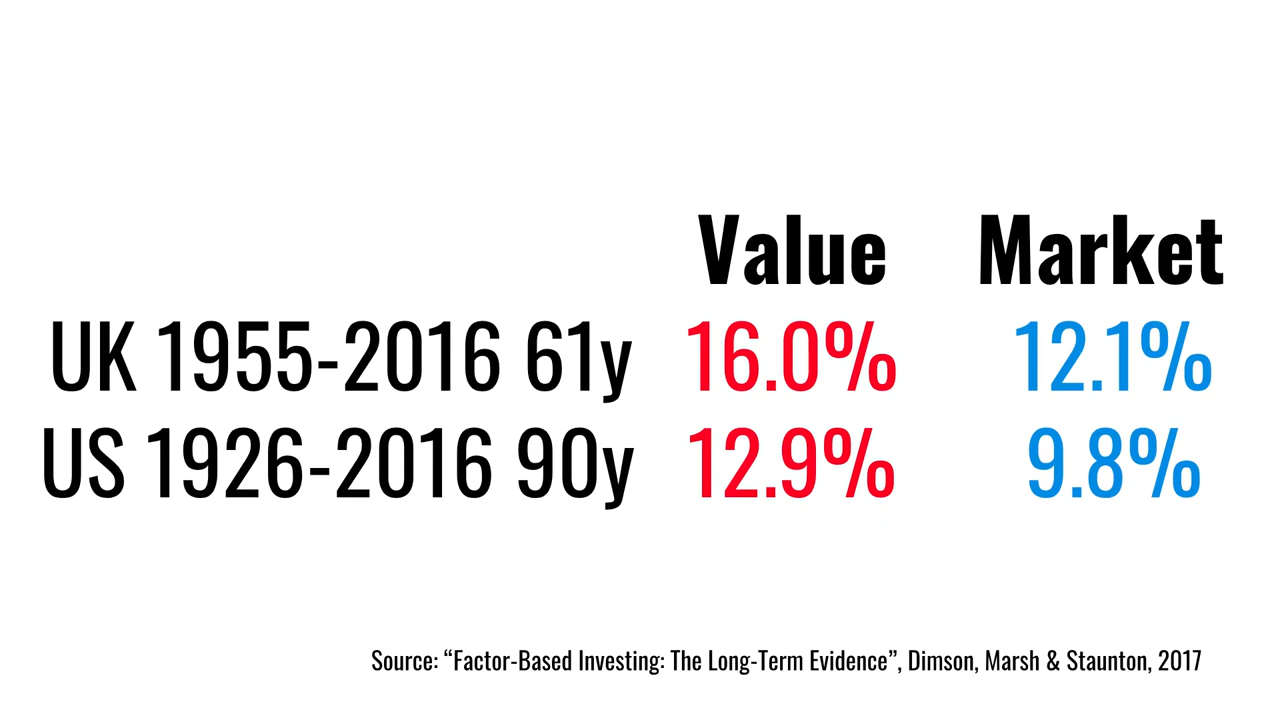 Value Market
UK 1955-2016 61y 16.0% 12.1%
US 1926-2016 90y 12.9% 9.8%
Source: “Factor-Based Investing: The Long-Term Evidence”, Dimson, Marsh & Staunton, 2017